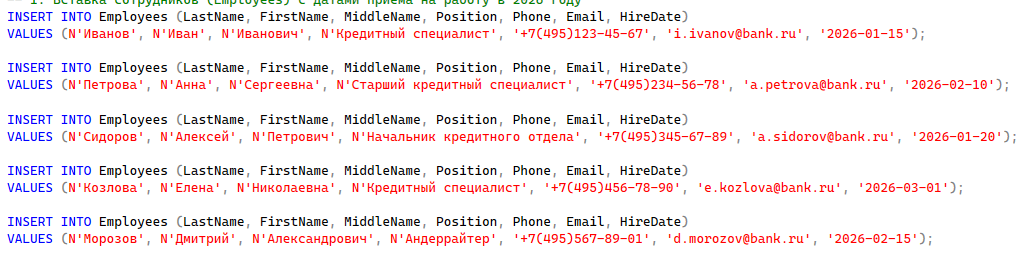 -- 1. Вставка сотрудников (Employees) с датами приема на работу в 2026 году
INSERT INTO Employees (LastName, FirstName, MiddleName, Position, Phone, Email, HireDate)
VALUES (N'Иванов', N'Иван', N'Иванович', N'Кредитный специалист', '+7(495)123-45-67', 'i.ivanov@bank.ru', '2026-01-15');
INSERT INTO Employees (LastName, FirstName, MiddleName, Position, Phone, Email, HireDate)
VALUES (N'Петрова', N'Анна', N'Сергеевна', N'Старший кредитный специалист', '+7(495)234-56-78', 'a.petrova@bank.ru', '2026-02-10');
INSERT INTO Employees (LastName, FirstName, MiddleName, Position, Phone, Email, HireDate)
VALUES (N'Сидоров', N'Алексей', N'Петрович', N'Начальник кредитного отдела', '+7(495)345-67-89', 'a.sidorov@bank.ru', '2026-01-20');
INSERT INTO Employees (LastName, FirstName, MiddleName, Position, Phone, Email, HireDate)
VALUES (N'Козлова', N'Елена', N'Николаевна', N'Кредитный специалист', '+7(495)456-78-90', 'e.kozlova@bank.ru', '2026-03-01');
INSERT INTO Employees (LastName, FirstName, MiddleName, Position, Phone, Email, HireDate)
VALUES (N'Морозов', N'Дмитрий', N'Александрович', N'Андеррайтер', '+7(495)567-89-01', 'd.morozov@bank.ru', '2026-02-15');